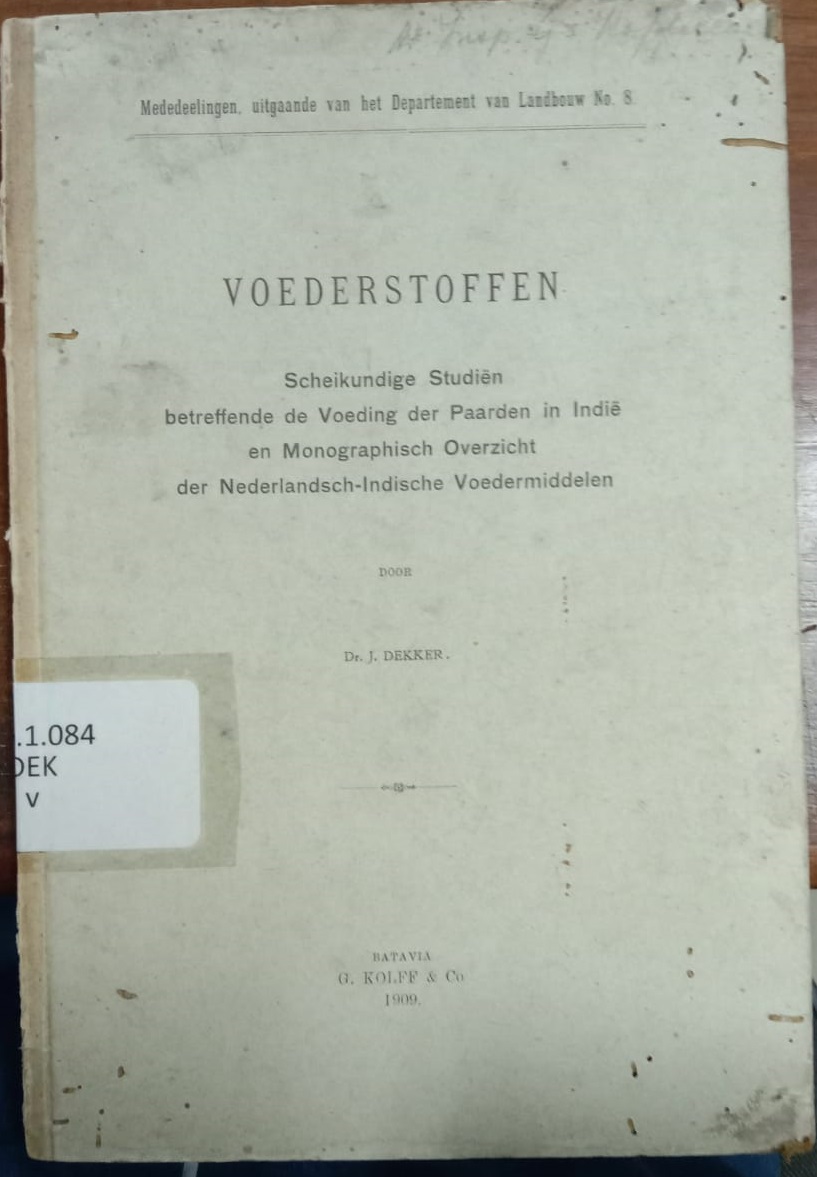 Mededeelingen, uitgaande van het Departement van Landbouw No. 8.
VOEDERSTOFFEN
Scheikundige Studiën
betreffende de Voeding der Paarden in Indië
en Monographisch Overzicht
der Nederlandsch-Indische Voedermiddelen
DOOR
Dr. J. DEKKER.
.1.084
DEK
v
BATAVIA
G. KOLFF & Co
1909.